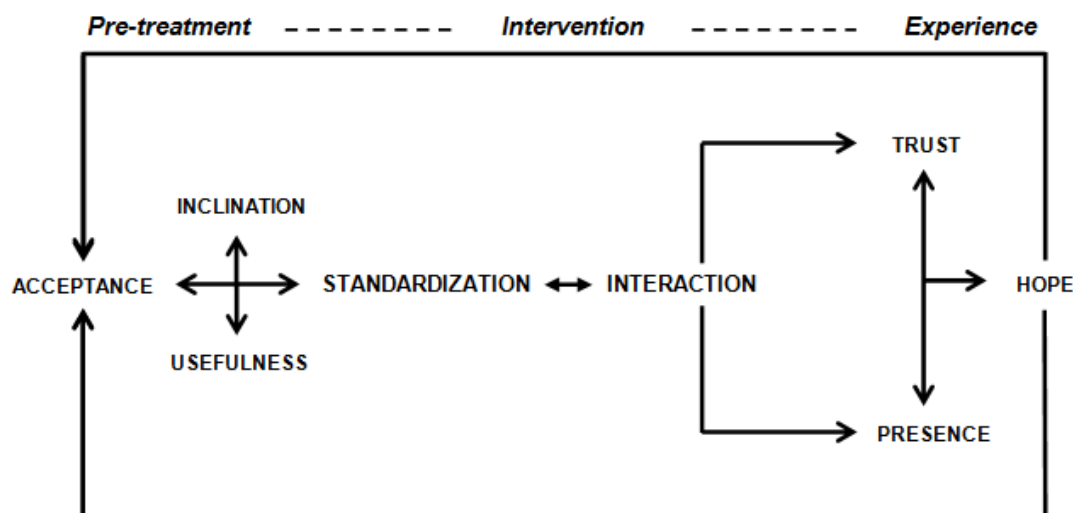 Pre-treatment Intervention Experience
TRUST
INCLINATION
ACCEPTANCE STANDARDIZATION INTERACTION HOPE
USEFULNESS
PRESENCE